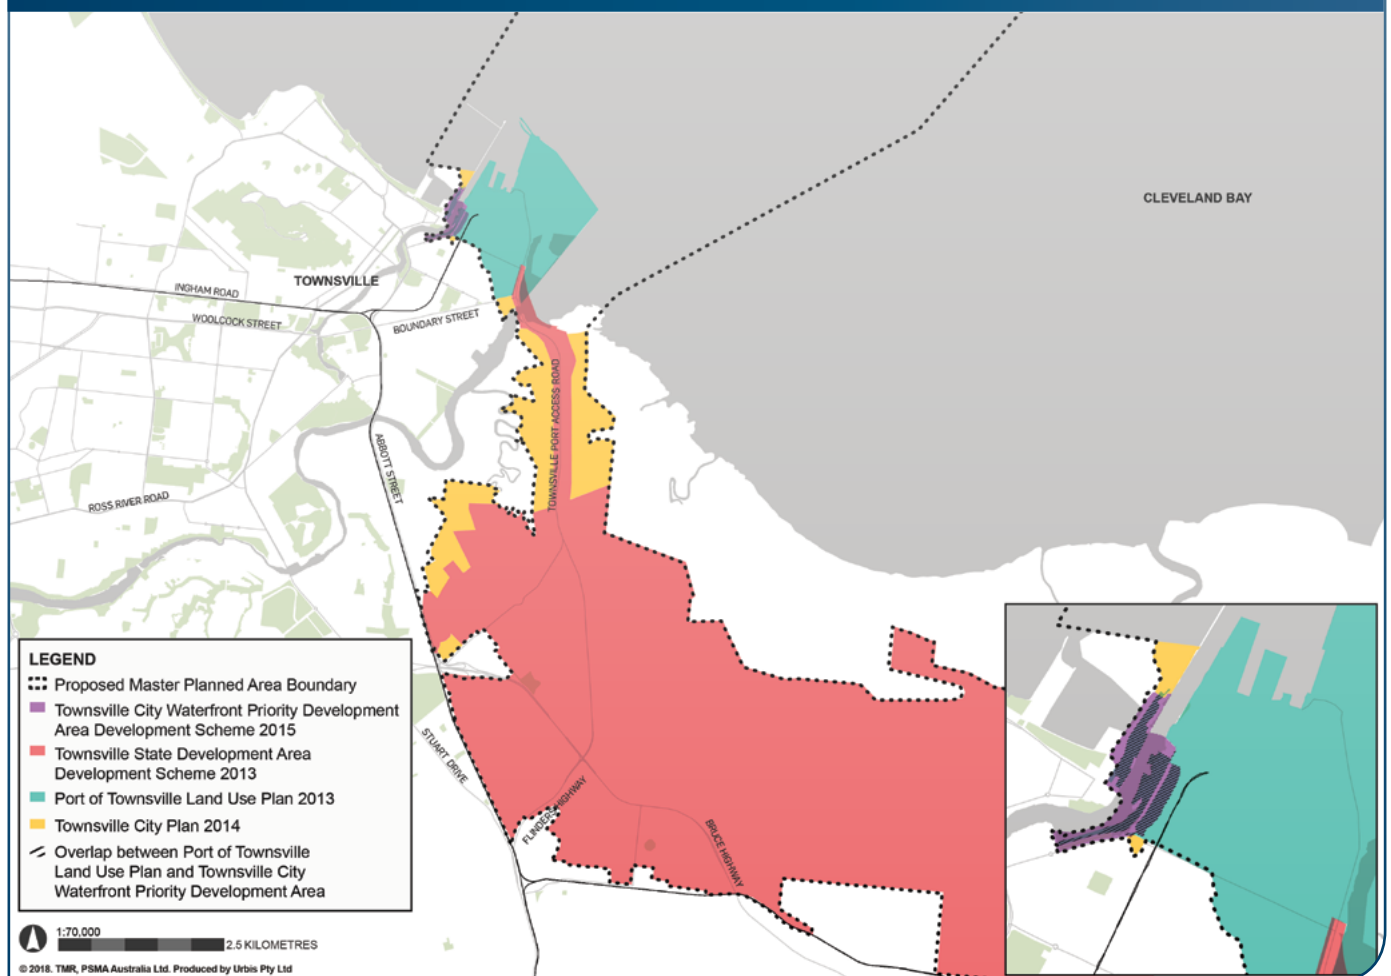 CLEVELAND BAY
TOWNSVILLE
INGHAM ROAD
WOOLCOCK STREET
BOUNDARY STREET
TOWNSVILLE PORT ACCESS ROAD
ABBOTT STREET
ROSS RIVER ROAD
STUART DRIVE
FLINDERS HIGHWAY
BRUCE HIGHWAY
LEGEND
Proposed Master Planned Area Boundary
Townsville City Waterfront Priority Development
Area Development Scheme 2015
Townsville State Development Area
Development Scheme 2013
Port of Townsville Land Use Plan 2013
Townsville City Plan 2014
Overlap between Port of Townsville
Land Use Plan and Townsville City
Waterfront Priority Development Area
1:70,000
2.5 KILOMETRES
© 2018. TMR, PSMA Australia Ltd. Produced by Urbis Pty Ltd